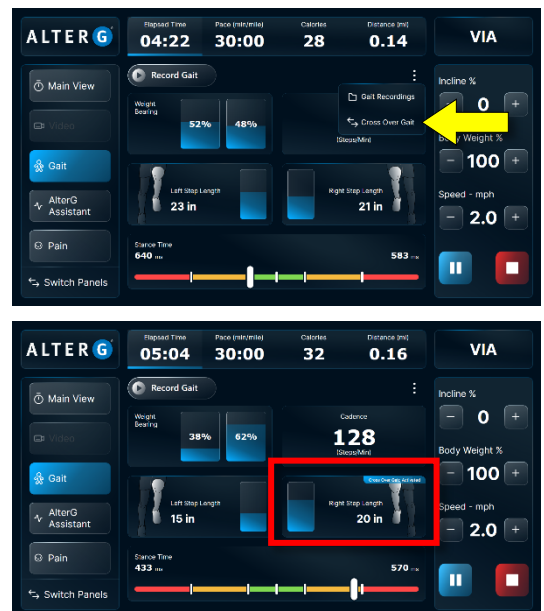 ALTER G
Elapsed Time
04:22
Pace (min/mile)
30:00
Calories
28
Distance (mi)
0.14
VIA
Main View
Video
Gait
AlterG
Assistant
Pain
Switch Panels
Record Gait
Gait Recordings
Cross Over Gait
Weight
Bearing
52%
48%
(Steps/Min)
Left Step Length
23 in
Right Step Length
21 in
Stance Time
640 ms
583 ms
Incline %
0 +
Body Weight %
- 100 +
Speed - mph
- 2.0 +
ALTER G
Elapsed Time
05:04
Pace (min/mile)
30:00
Calories
32
Distance (mi)
0.16
VIA
Main View
Video
Gait
AlterG
Assistant
Pain
Switch Panels
Record Gait
Weight
Bearing
38%
62%
Cadence
128
(Steps/Min)
Left Step Length
15 in
Cross Over Gait Activated
Right Step Length
20 in
Stance Time
433 ms
570 ms
Incline %
- 0 +
Body Weight %
- 100 +
Speed - mph
- 2.0 +